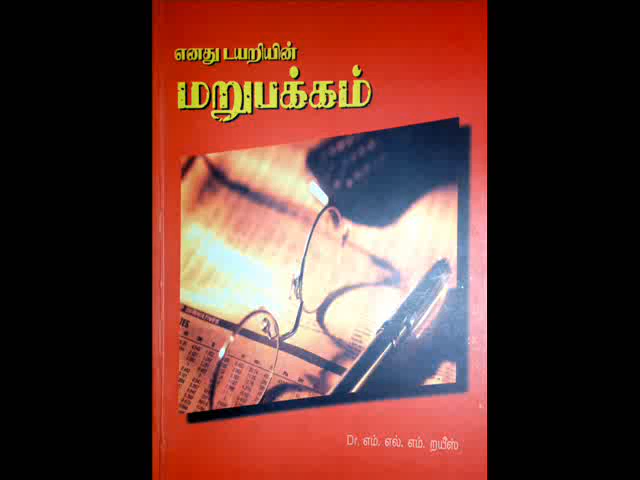 எனது டயறியின்
மறுபக்கம்
Dr. எம். எல். எம். றயீஸ்